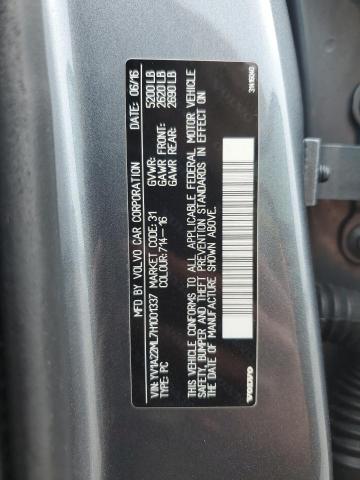 MFD BY VOLVO CAR CORPORATION DATE: 06/16
VIN: YV1A22ML7H1001337 MARKET CODE: 31 GVWR: 5200 LB
TYPE: PC COLOUR: 714-16 GAWR FRONT: 2620 LB
GAWR REAR: 2690 LB
THIS VEHICLE CONFORMS TO ALL APPLICABLE FEDERAL MOTOR VEHICLE
SAFETY, BUMPER AND THEFT PREVENTION STANDARDS IN EFFECT ON
DATE OF MANUFACTURE SHOWN ABOVE.
VOLVO